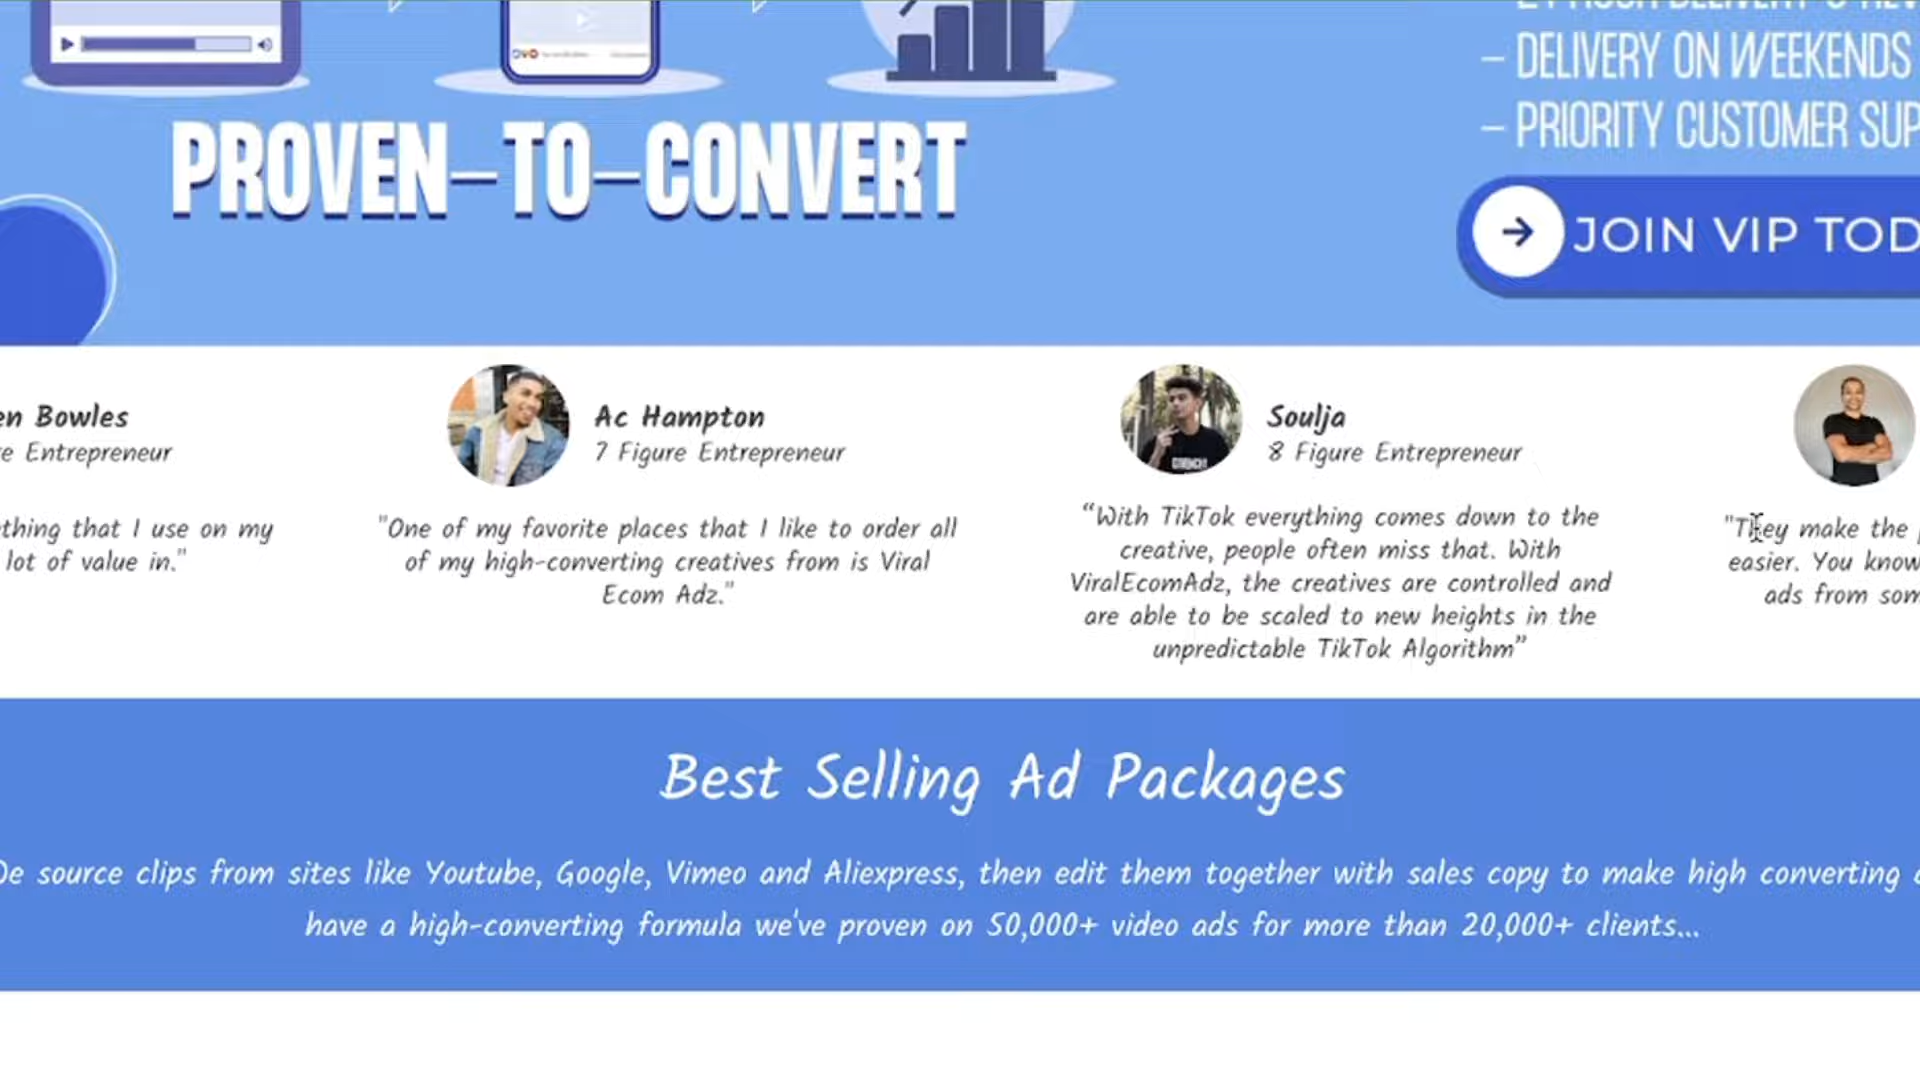 – DELIVERY ON WEEKENDS
– PRIORITY CUSTOMER SUP
PROVEN–TO–CONVERT
JOIN VIP TOD
en Bowles
re Entrepreneur
thing that I use on my
lot of value in."
Ac Hampton
7 Figure Entrepreneur
"One of my favorite places that I like to order all
of my high-converting creatives from is Viral
Ecom Adz."
Soulja
8 Figure Entrepreneur
“With TikTok everything comes down to the
creative, people often miss that. With
ViralEcomAdz, the creatives are controlled and
are able to be scaled to new heights in the
unpredictable TikTok Algorithm”
"They make the
easier. You know
ads from som
Best Selling Ad Packages
We source clips from sites like Youtube, Google, Vimeo and Aliexpress, then edit them together with sales copy to make high converting
have a high-converting formula we've proven on 50,000+ video ads for more than 20,000+ clients...